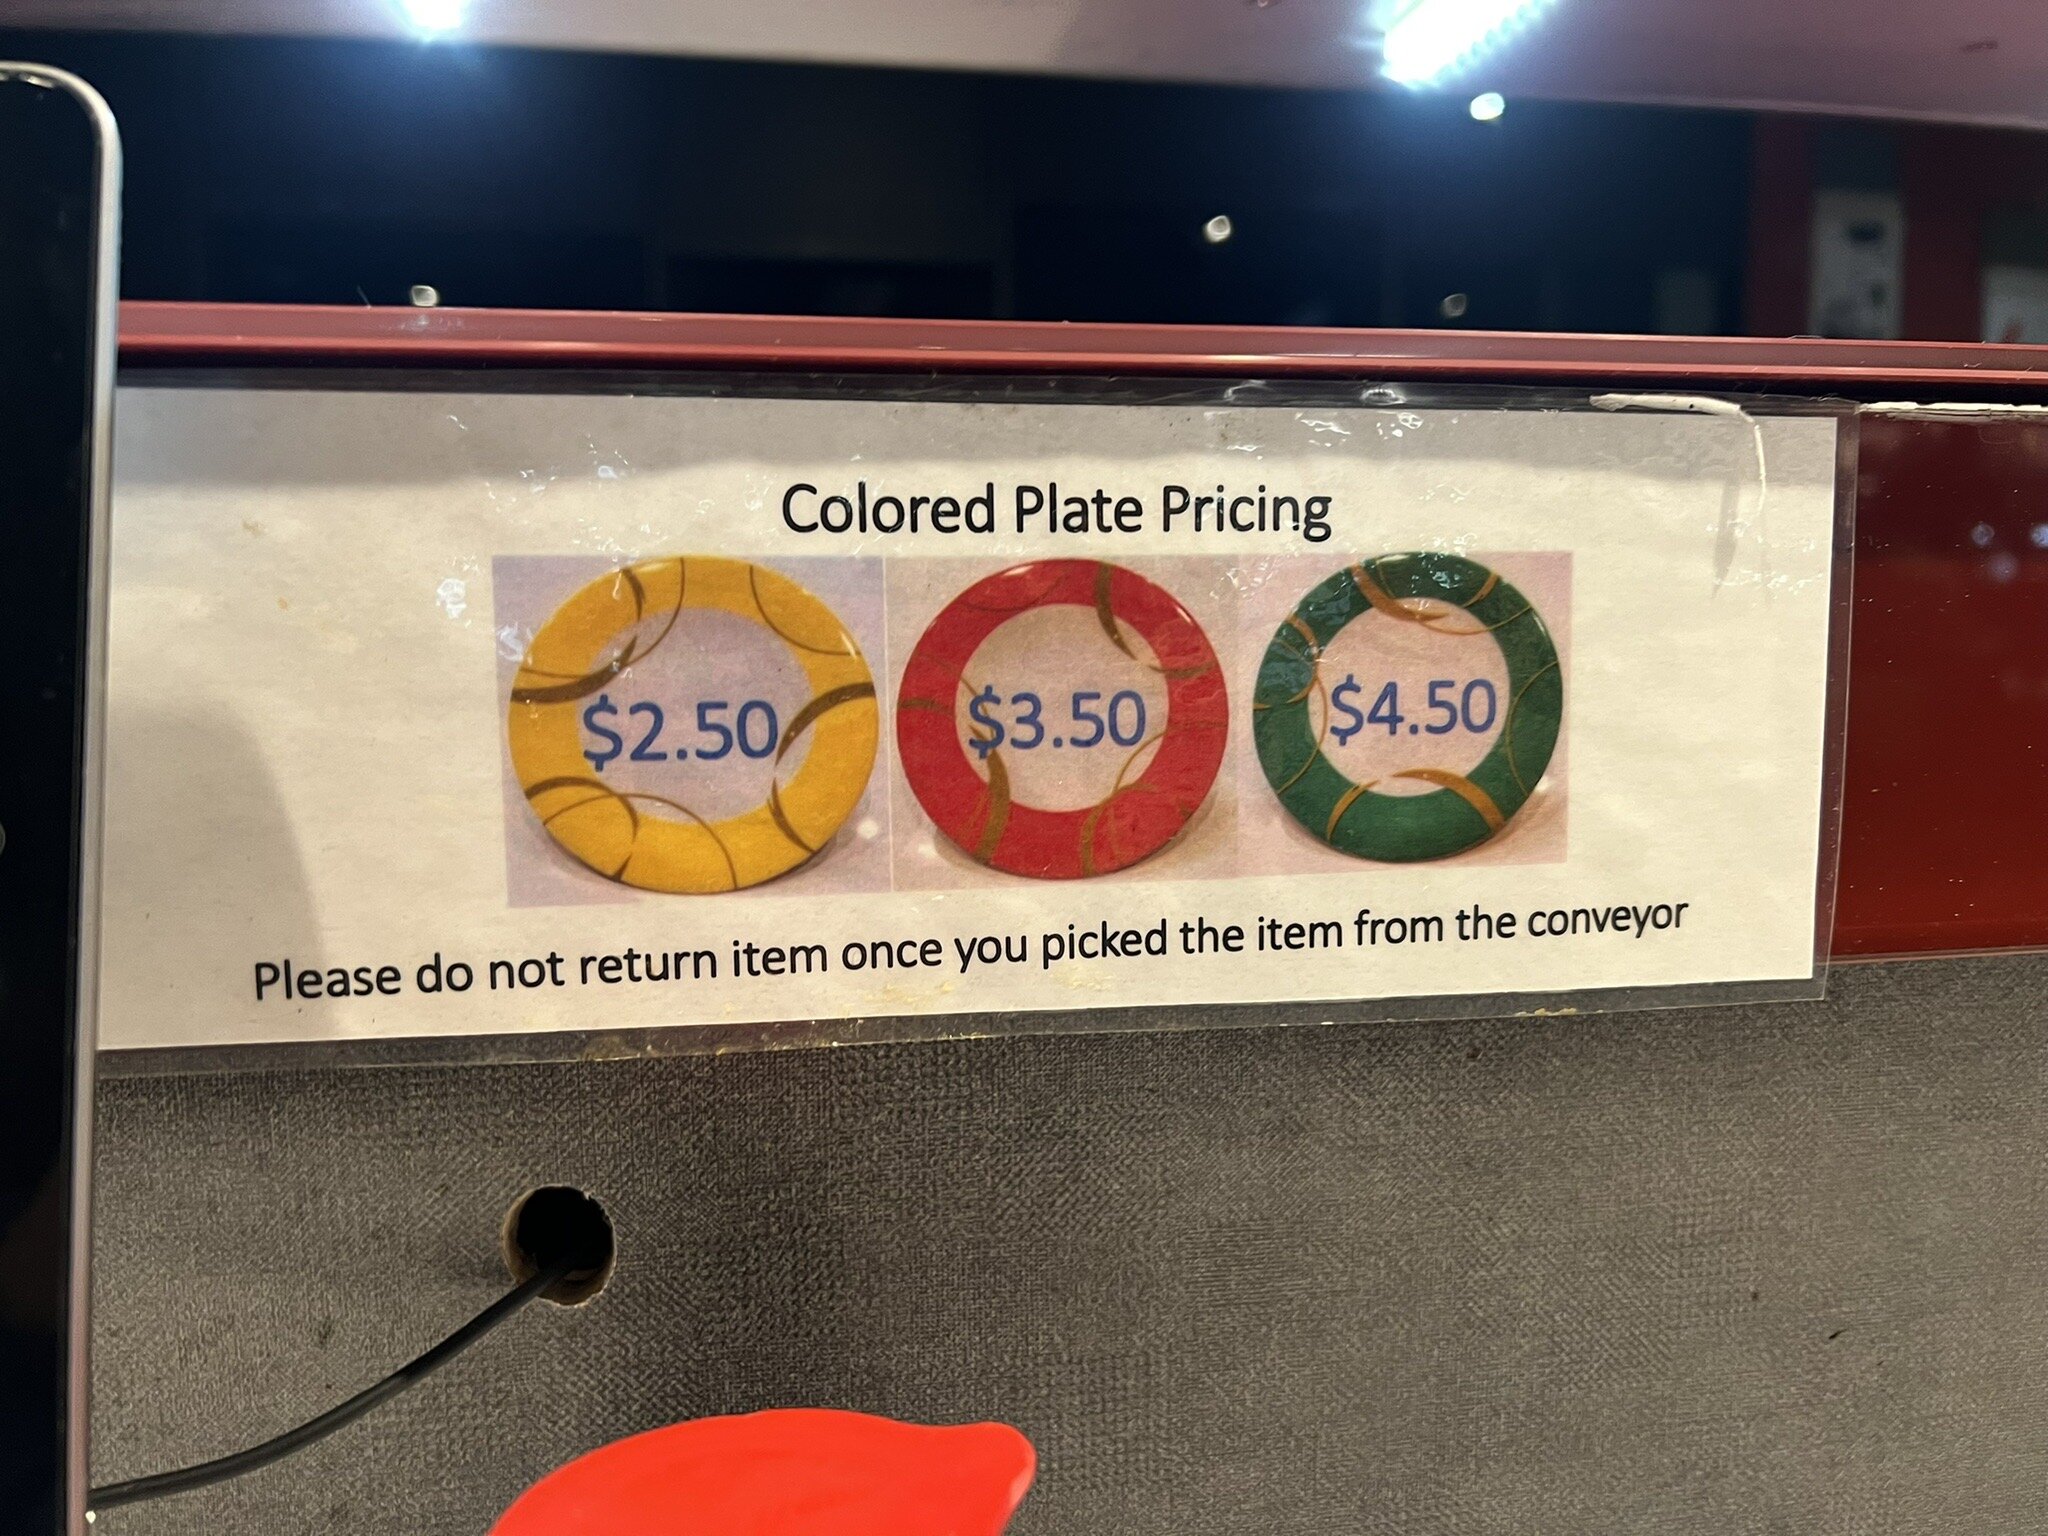 Colored Plate Pricing
$2.50 $3.50 $4.50
Please do not return item once you picked the item from the conveyor